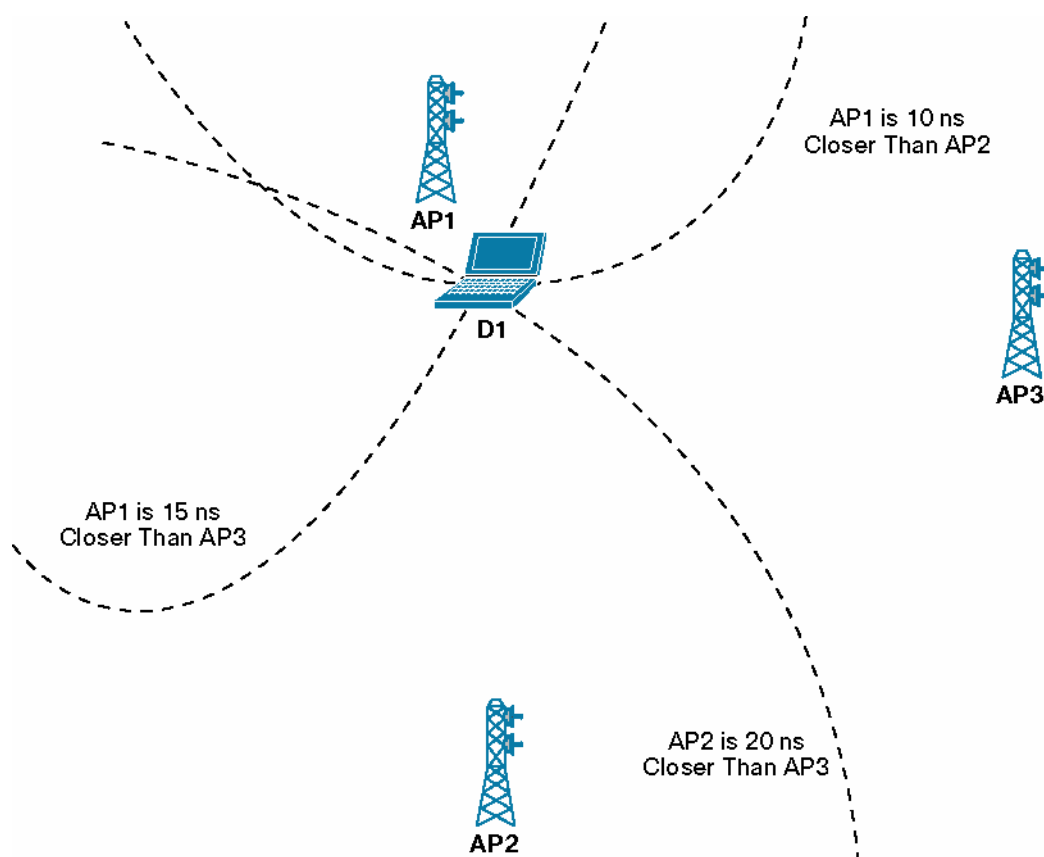 AP1 is 10 ns
Closer Than AP2
AP1
AP3
D1
AP1 is 15 ns
Closer Than AP3
AP2 is 20 ns
Closer Than AP3
AP2